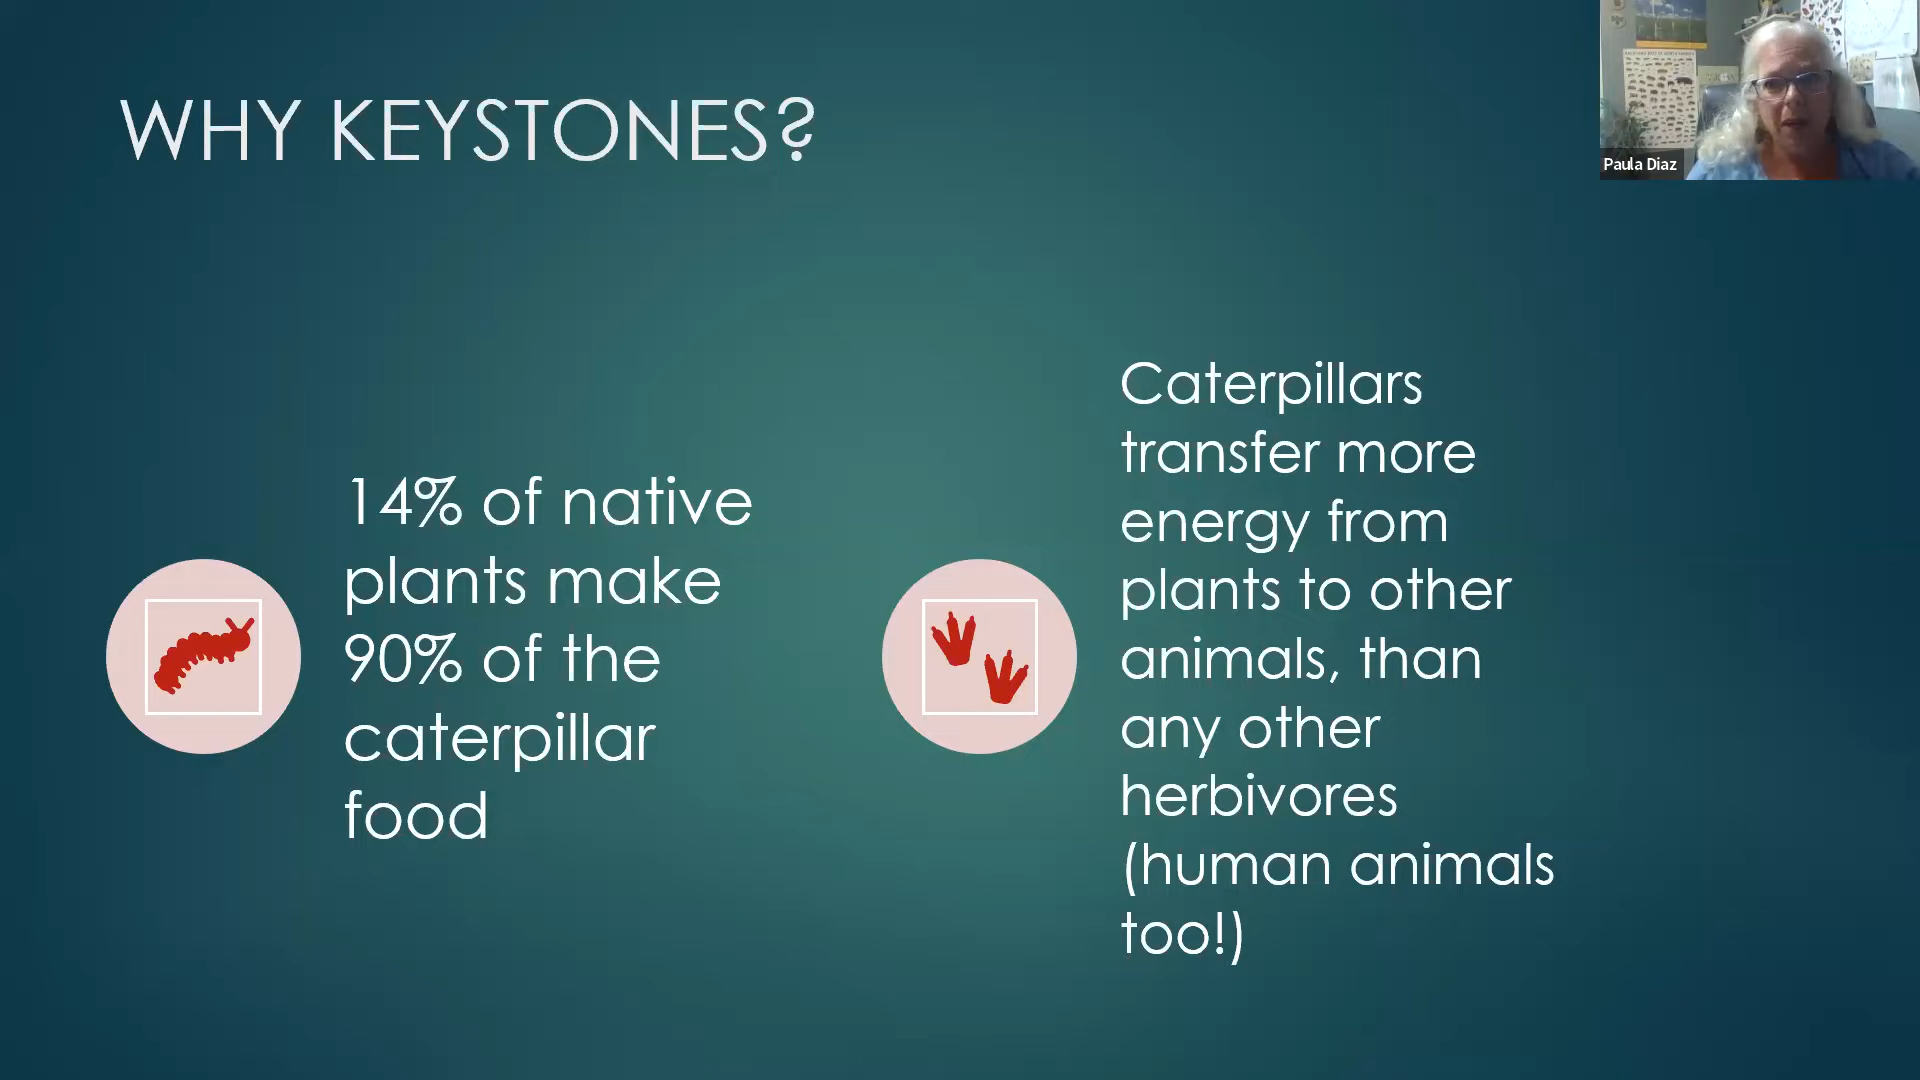 WHY KEYSTONES?
Paula Diaz
14% of native
plants make
90% of the
caterpillar
food
Caterpillars
transfer more
energy from
plants to other
animals, than
any other
herbivores
(human animals
too!)